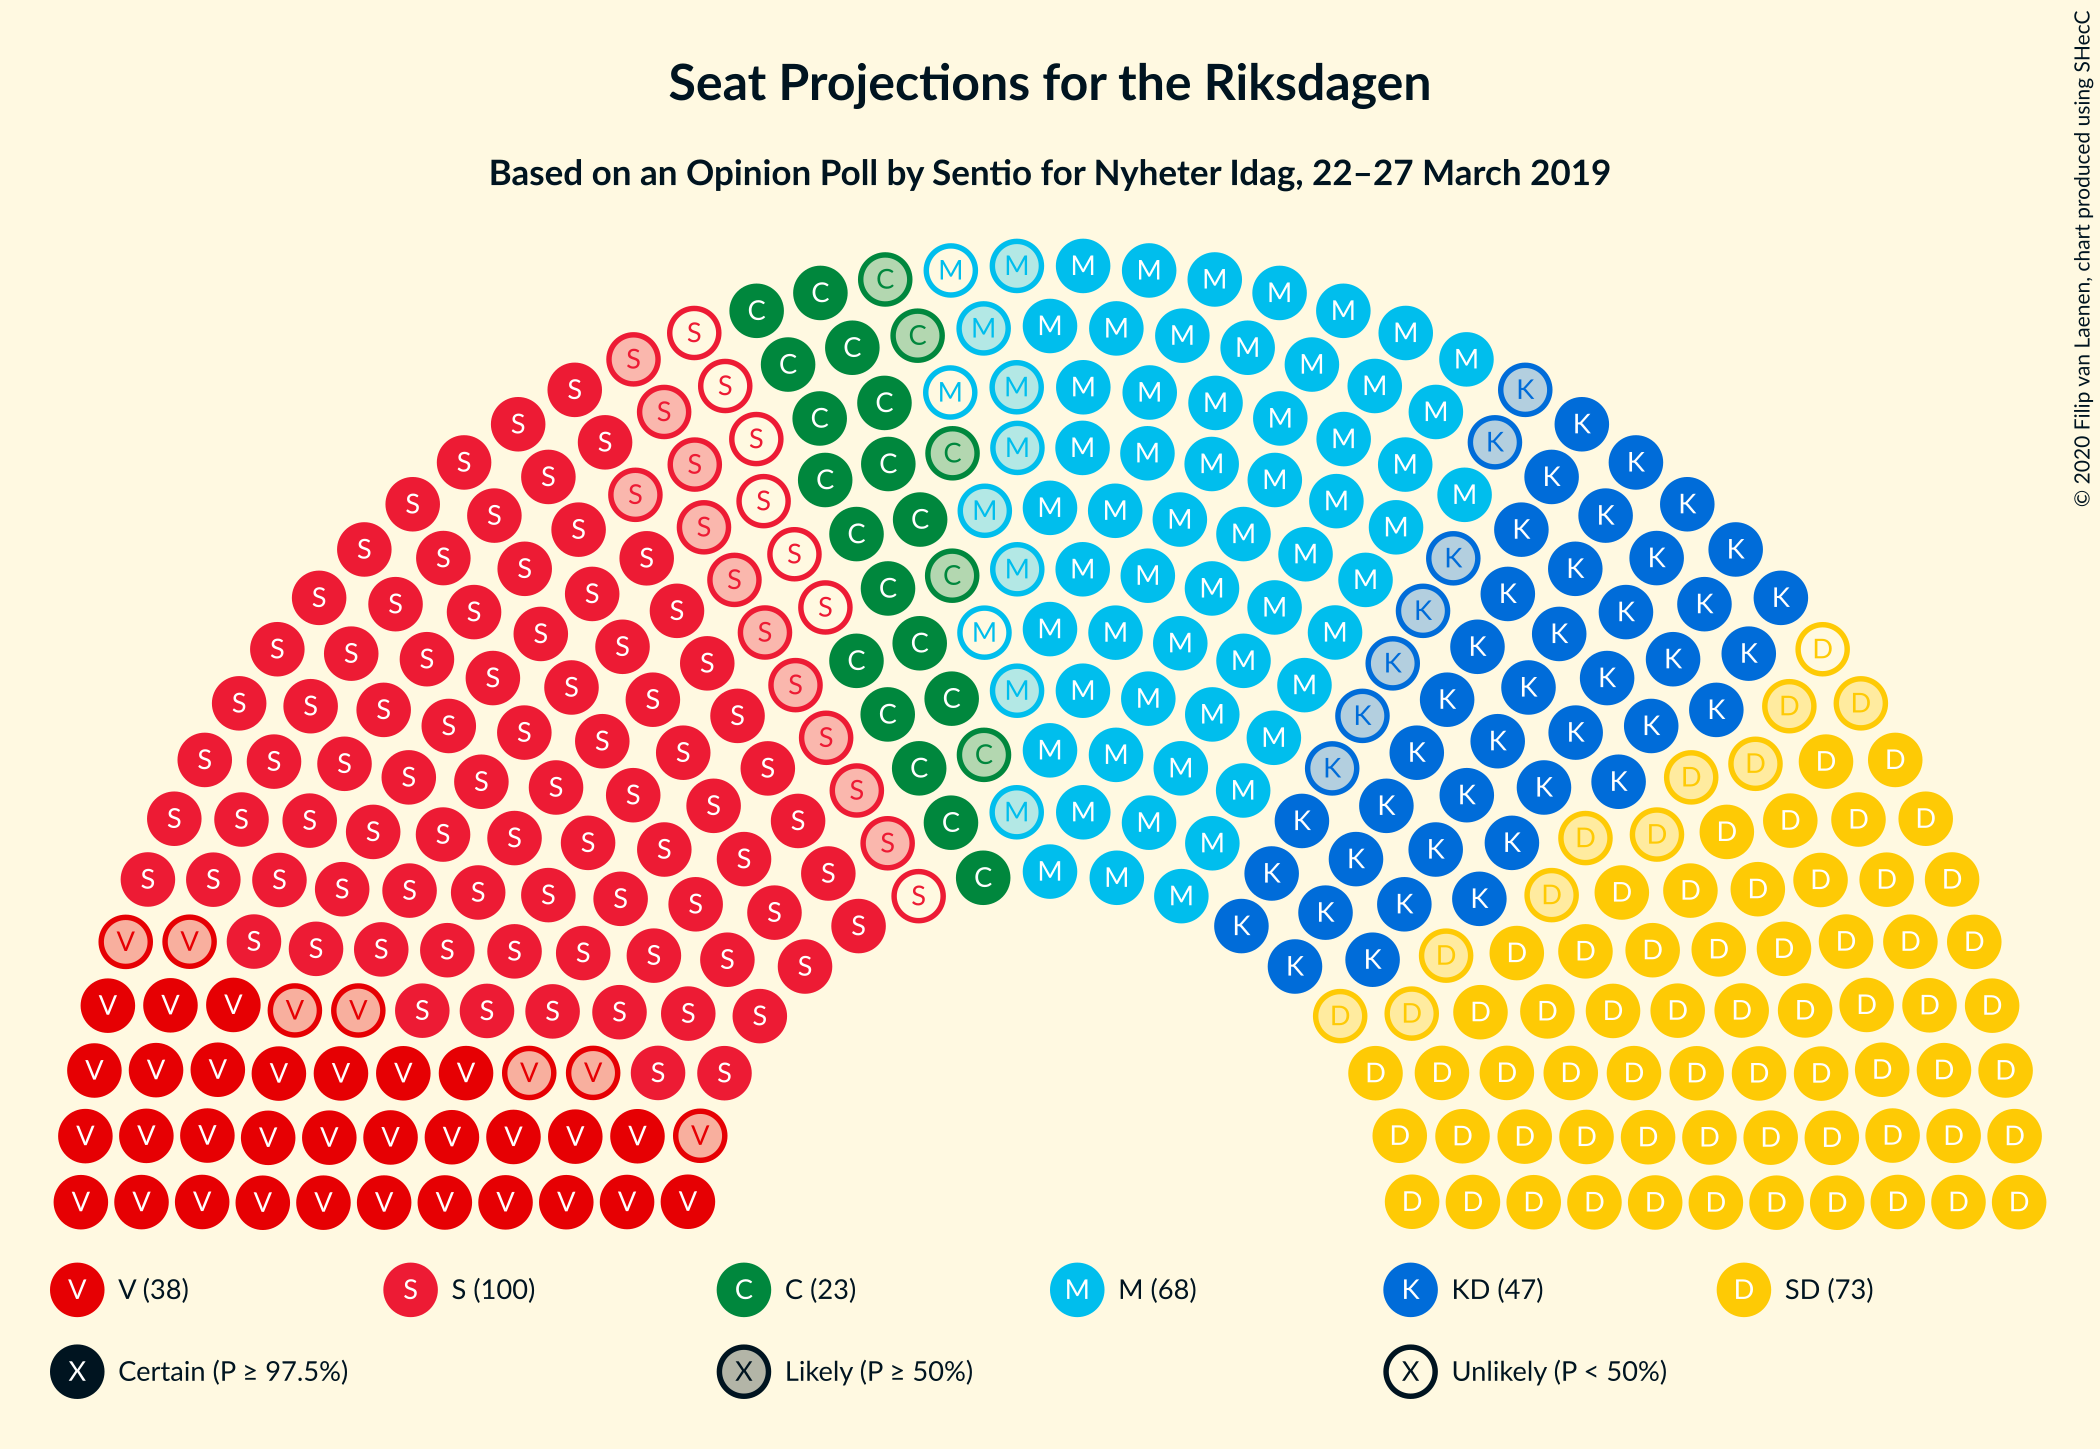 Seat Projections for the Riksdagen
Based on an Opinion Poll by Sentio for Nyheter Idag, 22–27 March 2019
© 2020 Filip van Laenen, chart produced using SHecC
V V (38)
S S (100)
C C (23)
M M (68)
K KD (47)
D SD (73)
X Certain (P ≥ 97.5%)
X Likely (P ≥ 50%)
X Unlikely (P < 50%)